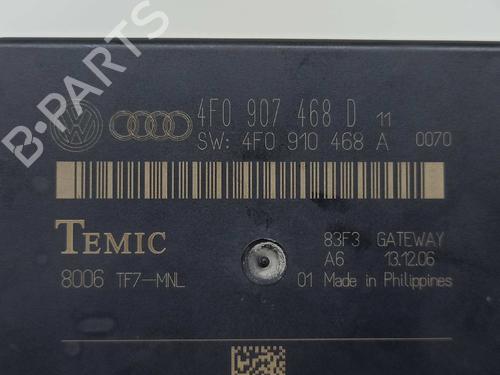 B-PARTS
4F0 907 468 D 11
SW: 4F0 910 468 A 0070
TEMIC
83F3 GATEWAY
A6 13.12.06
8006 TF7-MNL
01 Made in Philippines